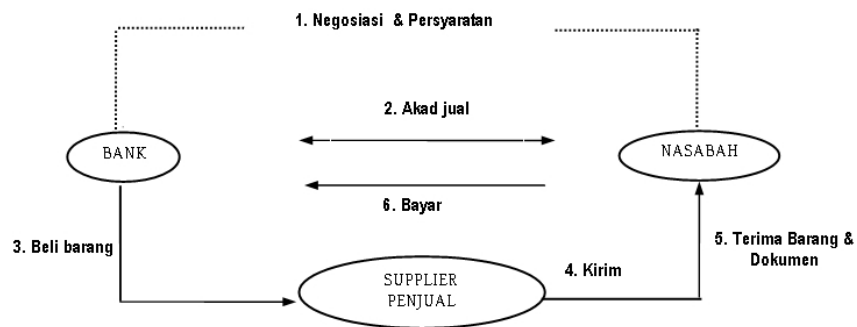 1. Negosiasi & Persyaratan
2. Akad jual
BANK
NASABAH
6. Bayar
3. Beli barang
5. Terima Barang &
Dokumen
4. Kirim
SUPPLIER
PENJUAL